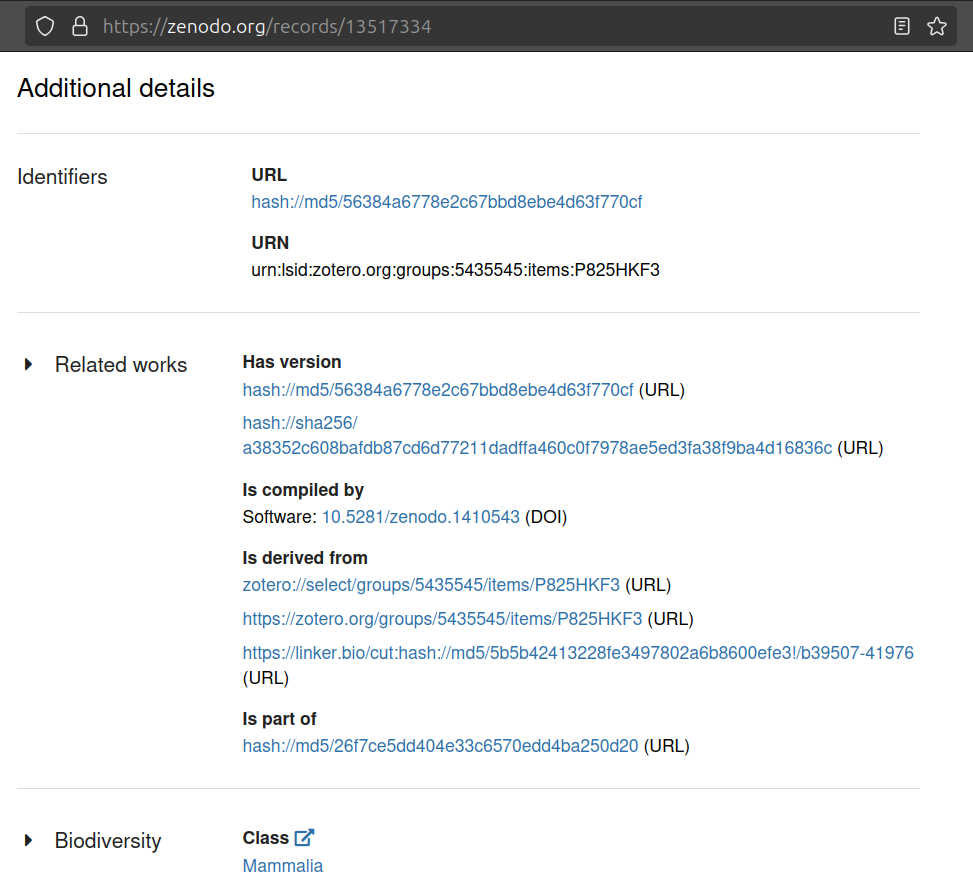 https://zenodo.org/records/13517334
Additional details
Identifiers
URL
hash://md5/56384a6778e2c67bbd8ebe4d63f770cf
URN
urn:lsid:zotero.org:groups:5435545:items:P825HKF3
Related works
Has version
hash://md5/56384a6778e2c67bbd8ebe4d63f770cf (URL)
hash://sha256/
a38352c608bafdb87cd6d77211dadffa460c0f7978ae5ed3fa38f9ba4d16836c (URL)
Is compiled by
Software: 10.5281/zenodo.1410543 (DOI)
Is derived from
zotero://select/groups/5435545/items/P825HKF3 (URL)
https://zotero.org/groups/5435545/items/P825HKF3 (URL)
https://linker.bio/cut:hash://md5/5b5b42413228fe3497802a6b8600efe3!/b39507-41976
(URL)
Is part of
hash://md5/26f7ce5dd404e33c6570edd4ba250d20 (URL)
Biodiversity
Class
Mammalia